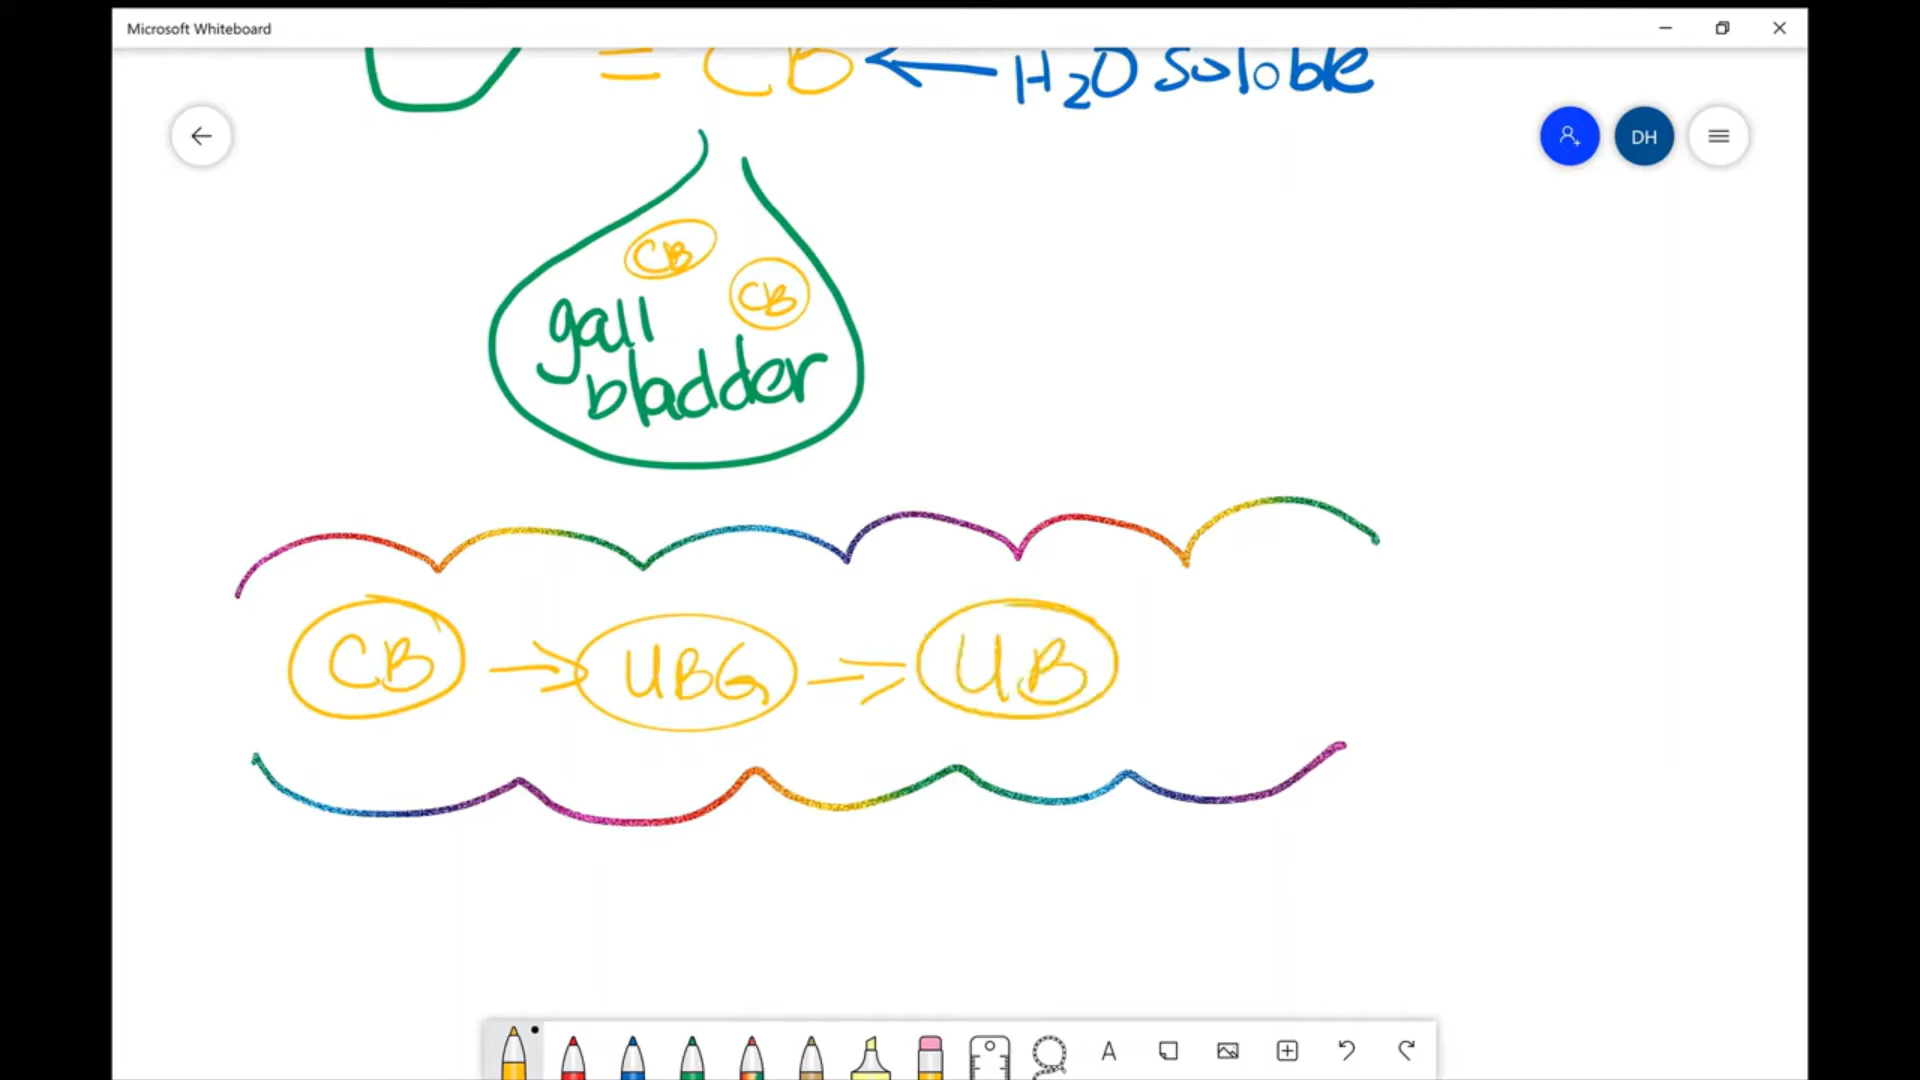 Microsoft Whiteboard
= CB ← H2O soluble
DH
CB
CB
gall
bladder
CB → UBG → UB
A